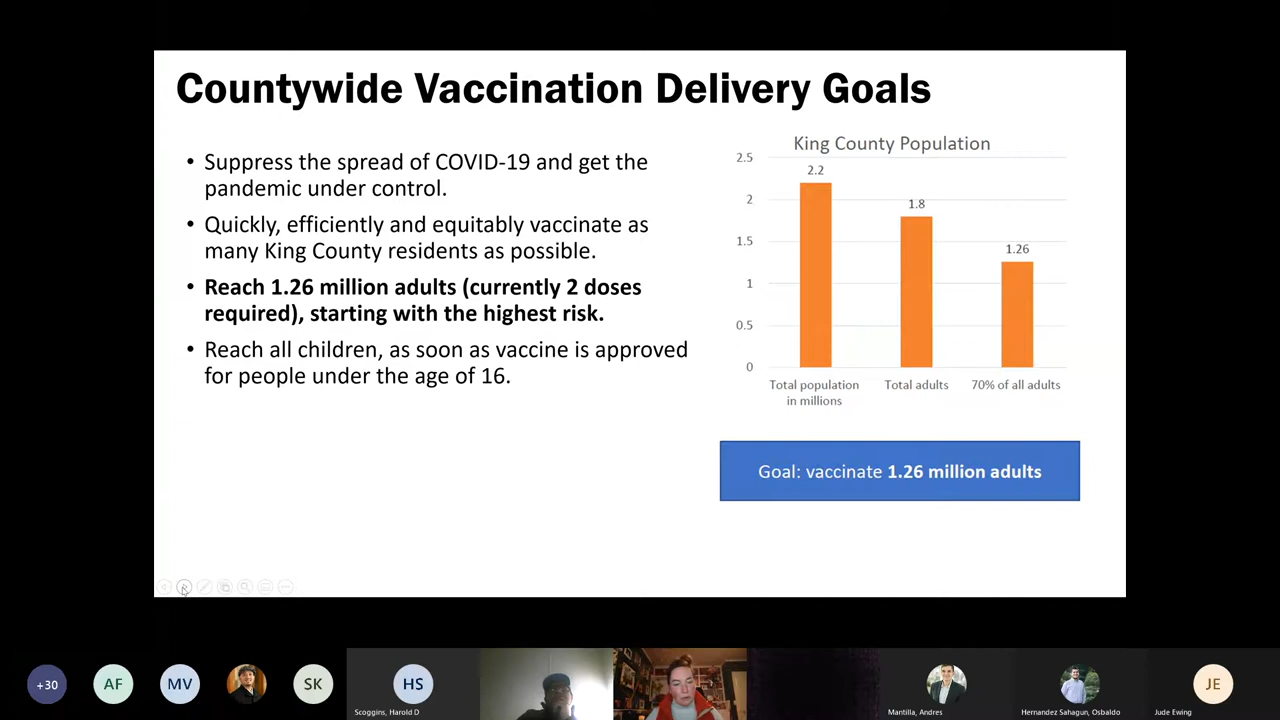 Countywide Vaccination Delivery Goals
• Suppress the spread of COVID-19 and get the
pandemic under control.
• Quickly, efficiently and equitably vaccinate as
many King County residents as possible.
• Reach 1.26 million adults (currently 2 doses
required), starting with the highest risk.
• Reach all children, as soon as vaccine is approved
for people under the age of 16.
King County Population
2.5
2
1.5
1
0.5
0
2.2
1.8
1.26
Total population
in millions
Total adults
70% of all adults
Goal: vaccinate 1.26 million adults
+30
AF
MV
SK
HS
Scoggins, Harold D
Mantilla, Andres
Hernandez Sahagun, Osbaldo
JE
Jude Ewing